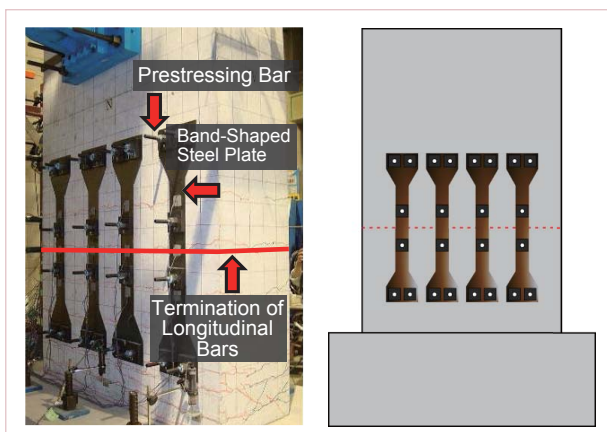 Prestressing Bar
Band-Shaped
Steel Plate
Termination of
Longitudinal
Bars